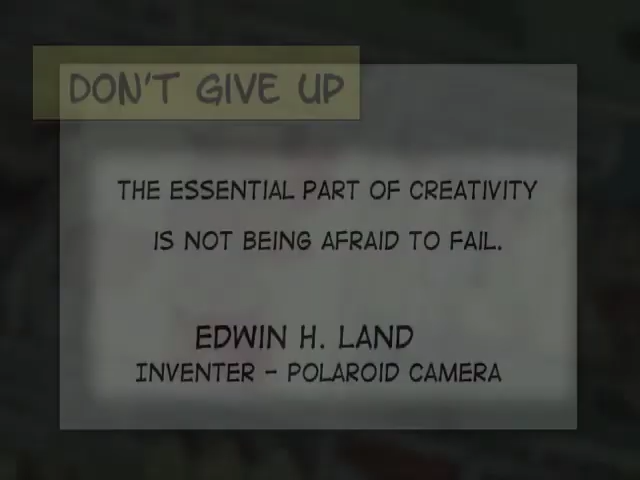 DON'T GIVE UP
THE ESSENTIAL PART OF CREATIVITY
IS NOT BEING AFRAID TO FAIL.
EDWIN H. LAND
INVENTER - POLAROID CAMERA